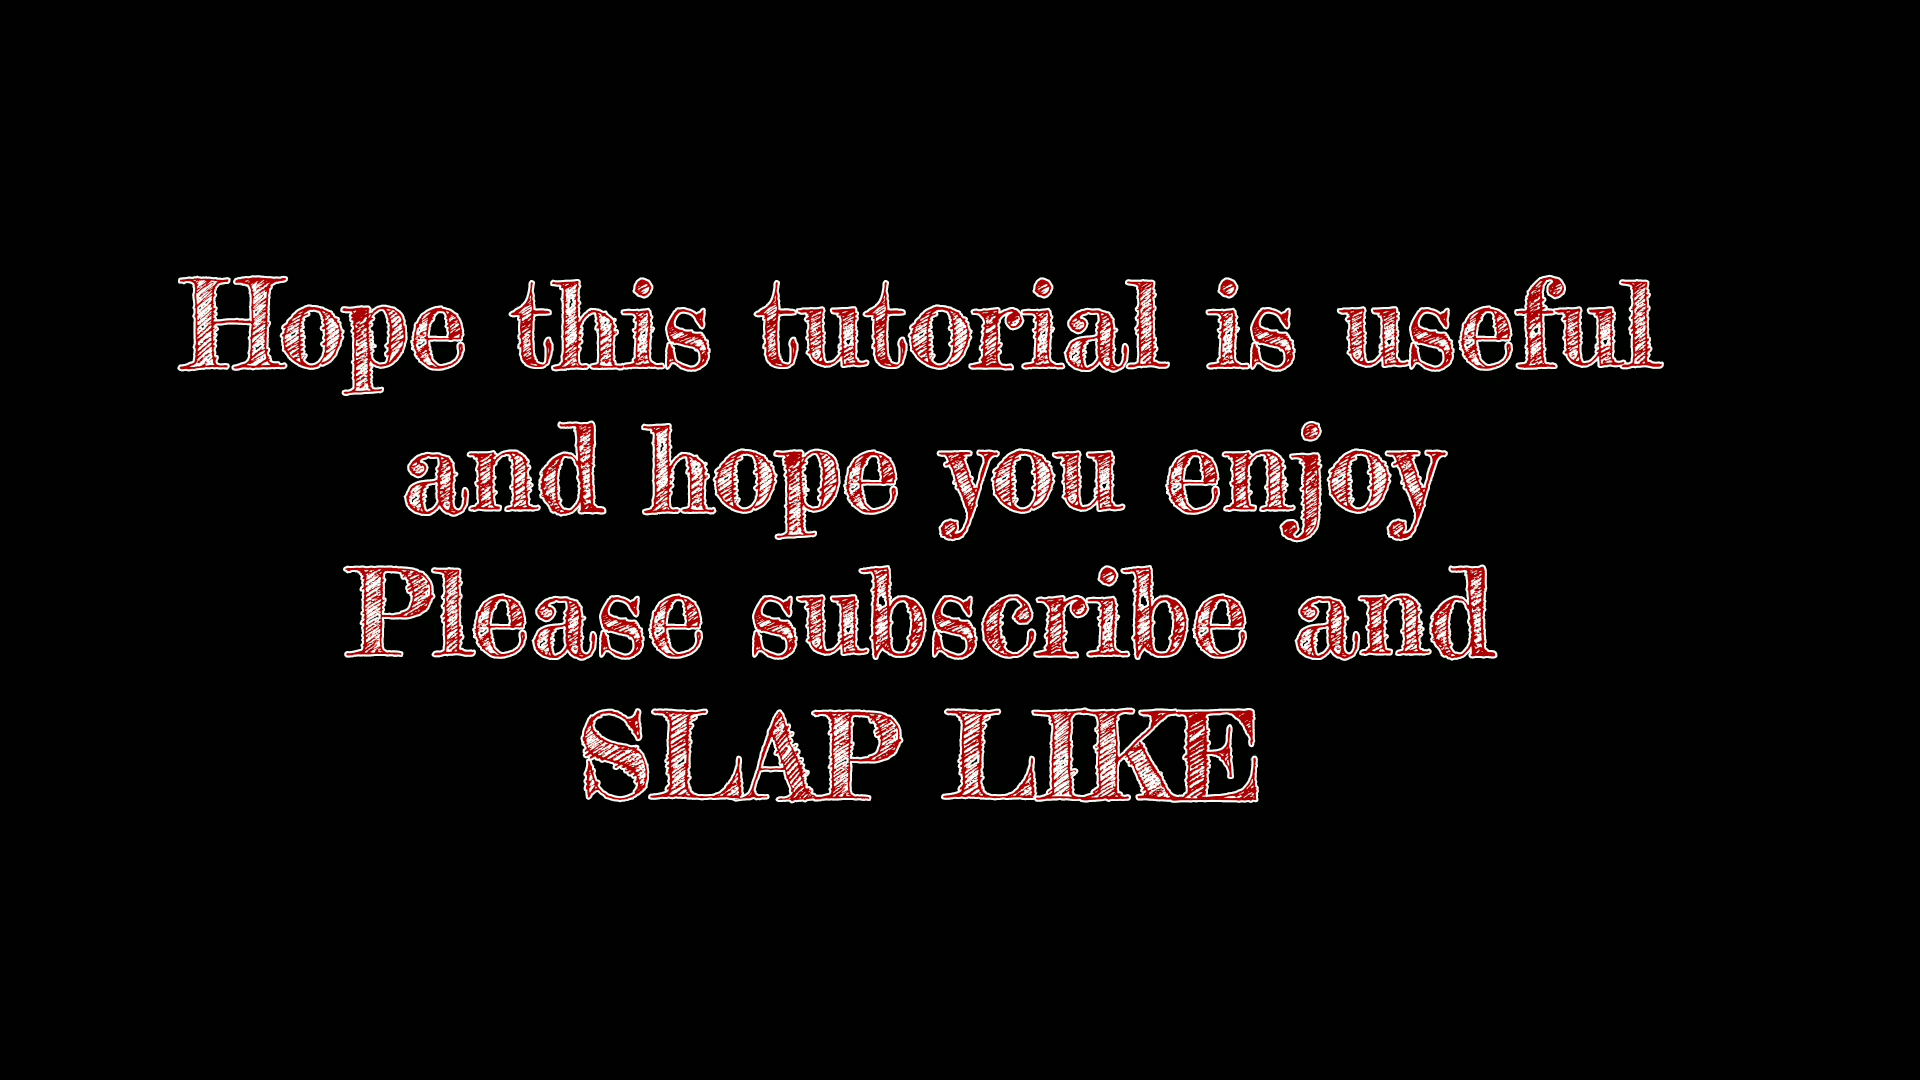 Hope this tutorial is useful
and hope you enjoy
Please subscribe and
SLAP LIKE